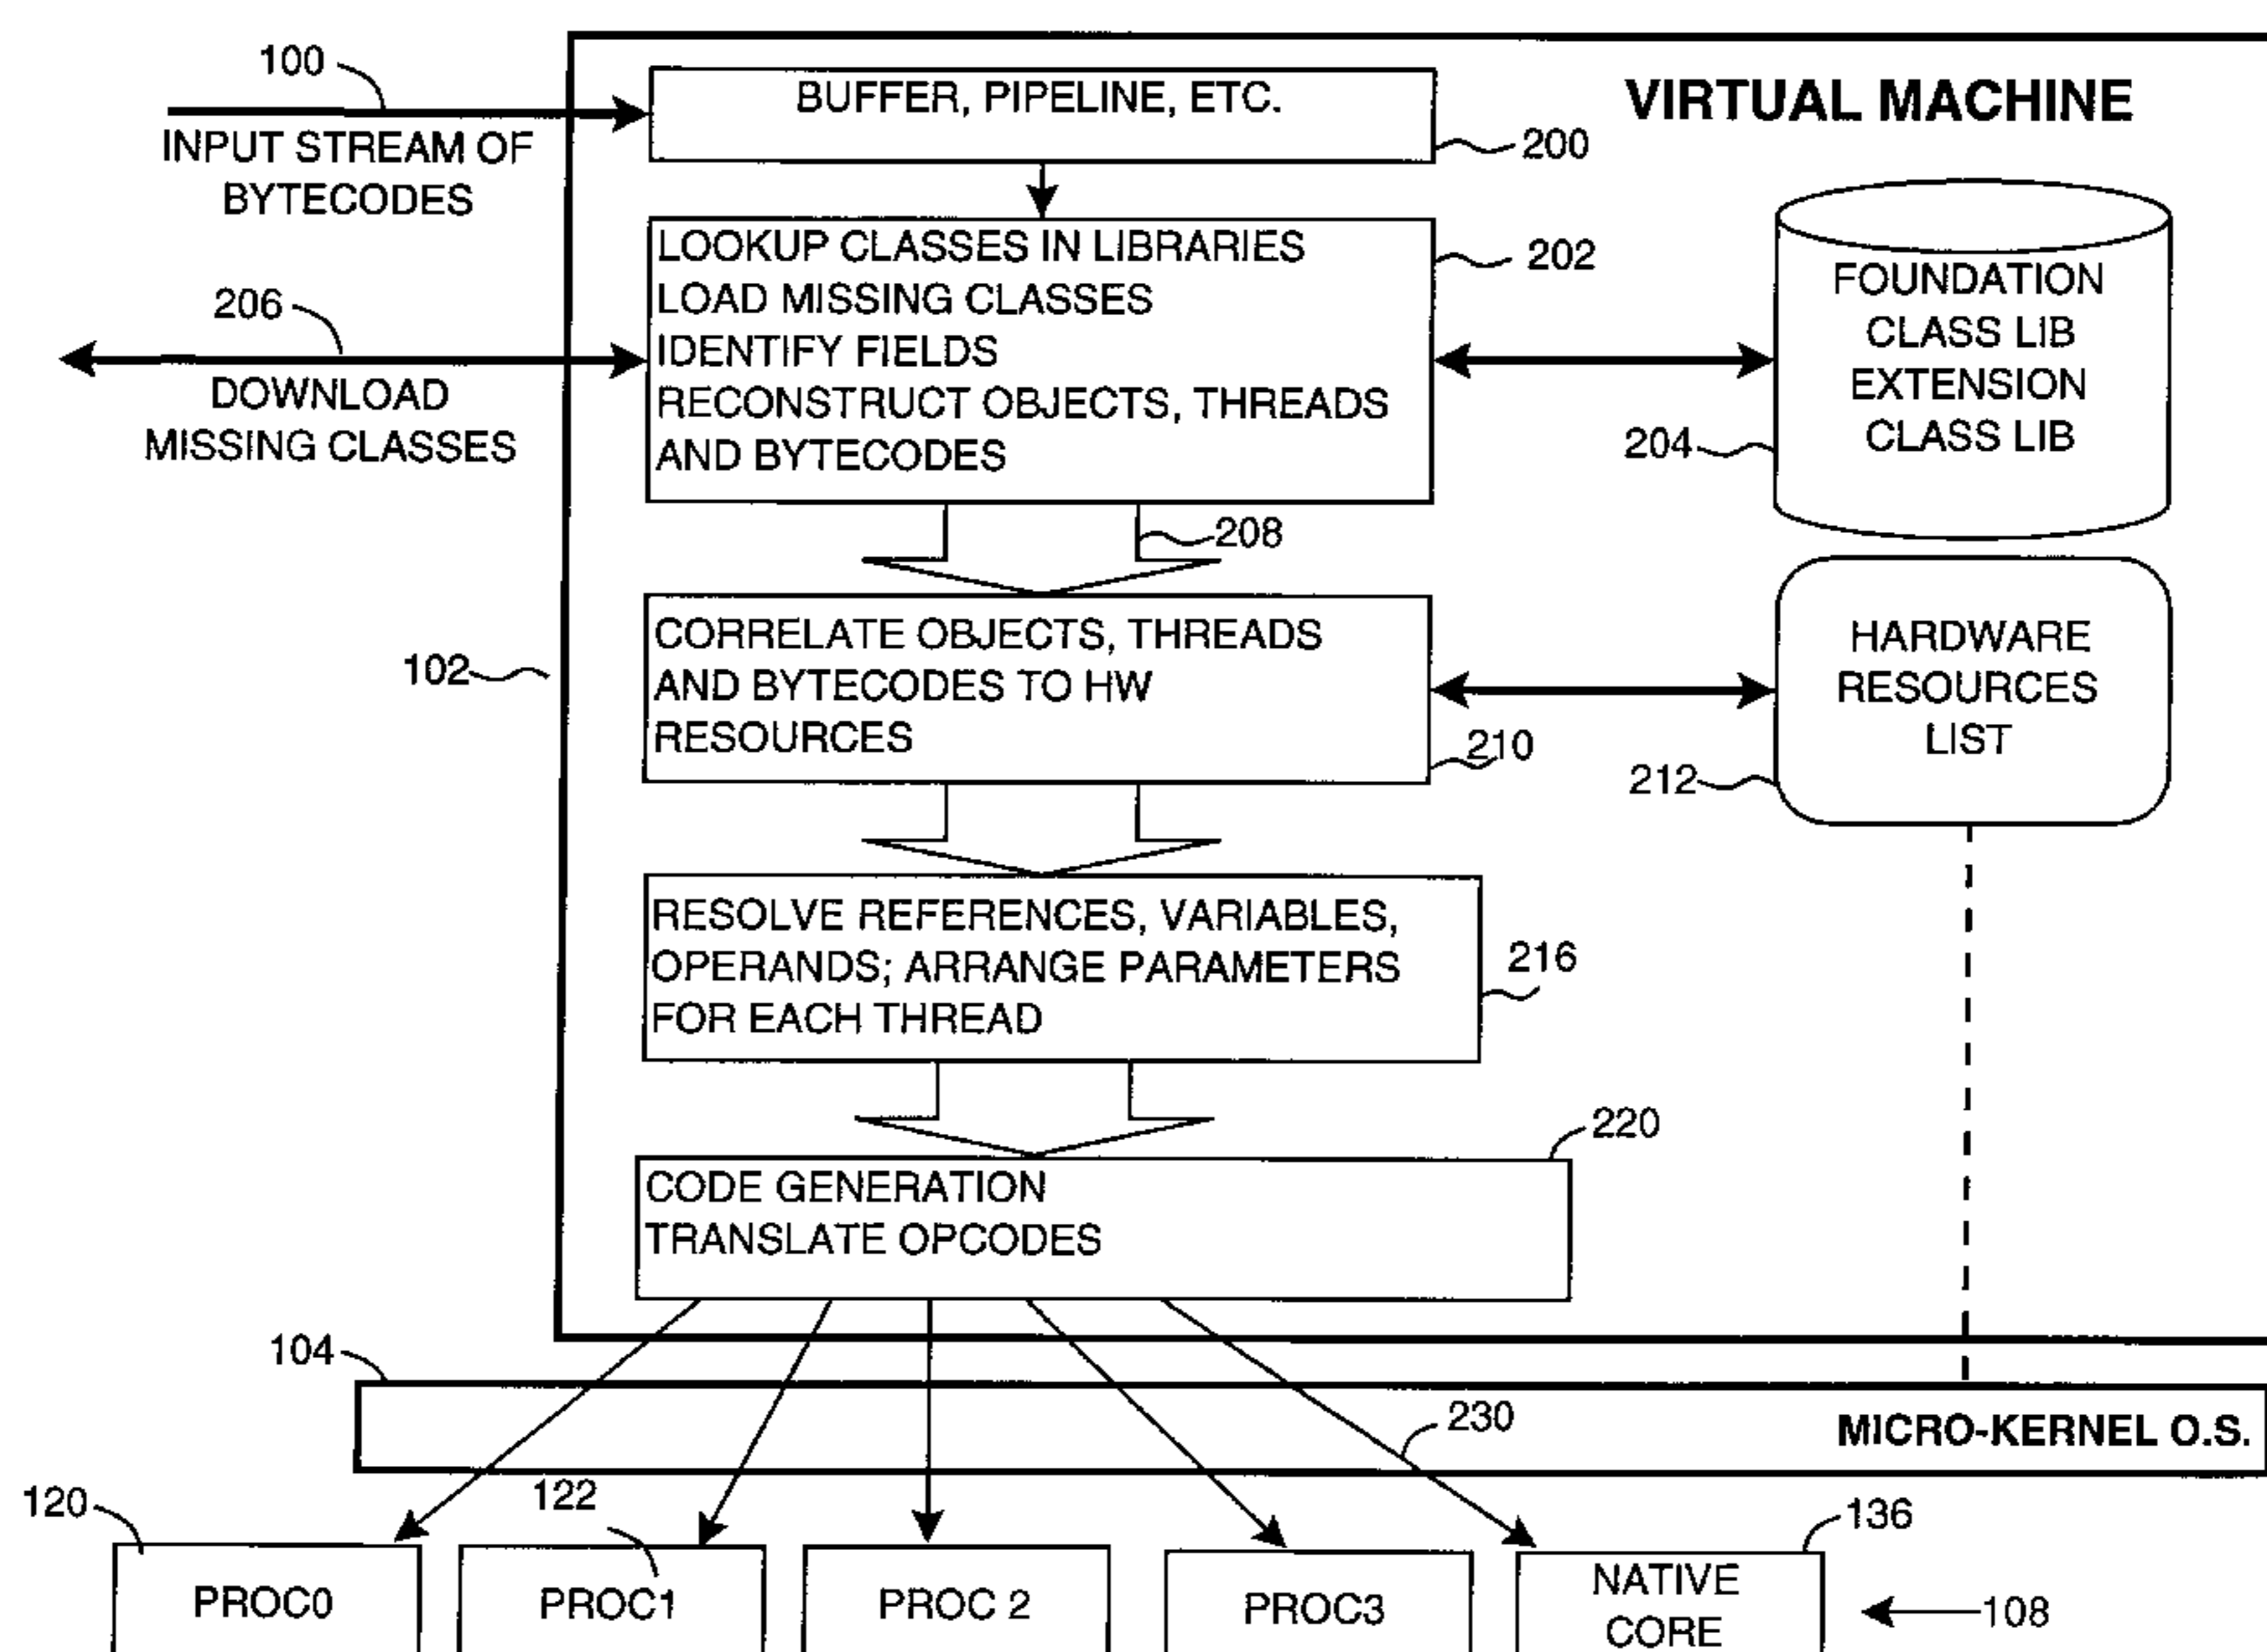 100
BUFFER, PIPELINE, ETC.
VIRTUAL MACHINE
INPUT STREAM OF
BYTECODES
200
LOOKUP CLASSES IN LIBRARIES
LOAD MISSING CLASSES
IDENTIFY FIELDS
RECONSTRUCT OBJECTS, THREADS
AND BYTECODES
202
FOUNDATION
CLASS LIB
EXTENSION
CLASS LIB
204
206
DOWNLOAD
MISSING CLASSES
208
102
CORRELATE OBJECTS, THREADS
AND BYTECODES TO HW
RESOURCES
210
HARDWARE
RESOURCES
LIST
212
RESOLVE REFERENCES, VARIABLES,
OPERANDS; ARRANGE PARAMETERS
FOR EACH THREAD
216
220
CODE GENERATION
TRANSLATE OPCODES
104
230
MICRO-KERNEL O.S.
120
122
136
PROC0
PROC1
PROC 2
PROC3
NATIVE
CORE
108